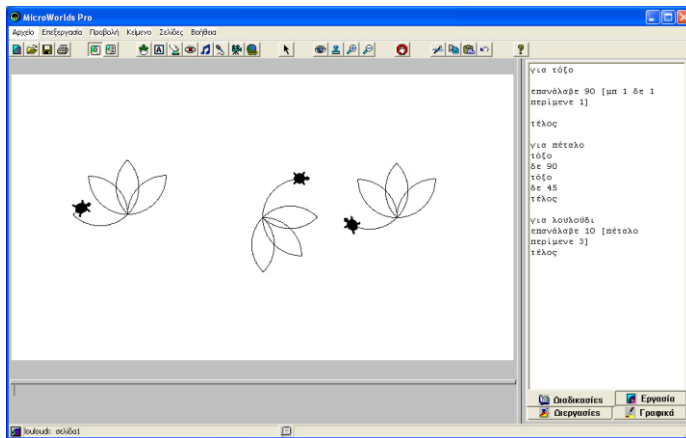 MicroWorlds Pro
Αρχείο Επεξεργασία Προβολή Κείμενο Σελίδες Βοήθεια
για τόξο
επανάλαβε 90 [μπ 1 δε 1
περίμενε 1]
τέλος
για πέταλο
τόξο
δε 90
τόξο
δε 45
τέλος
για λουλούδι
επανάλαβε 10 [πέταλο
περίμενε 3]
τέλος
Διαδικασίες Εργασία
Διεργασίες Γραφικά
louloudi: σελίδα1